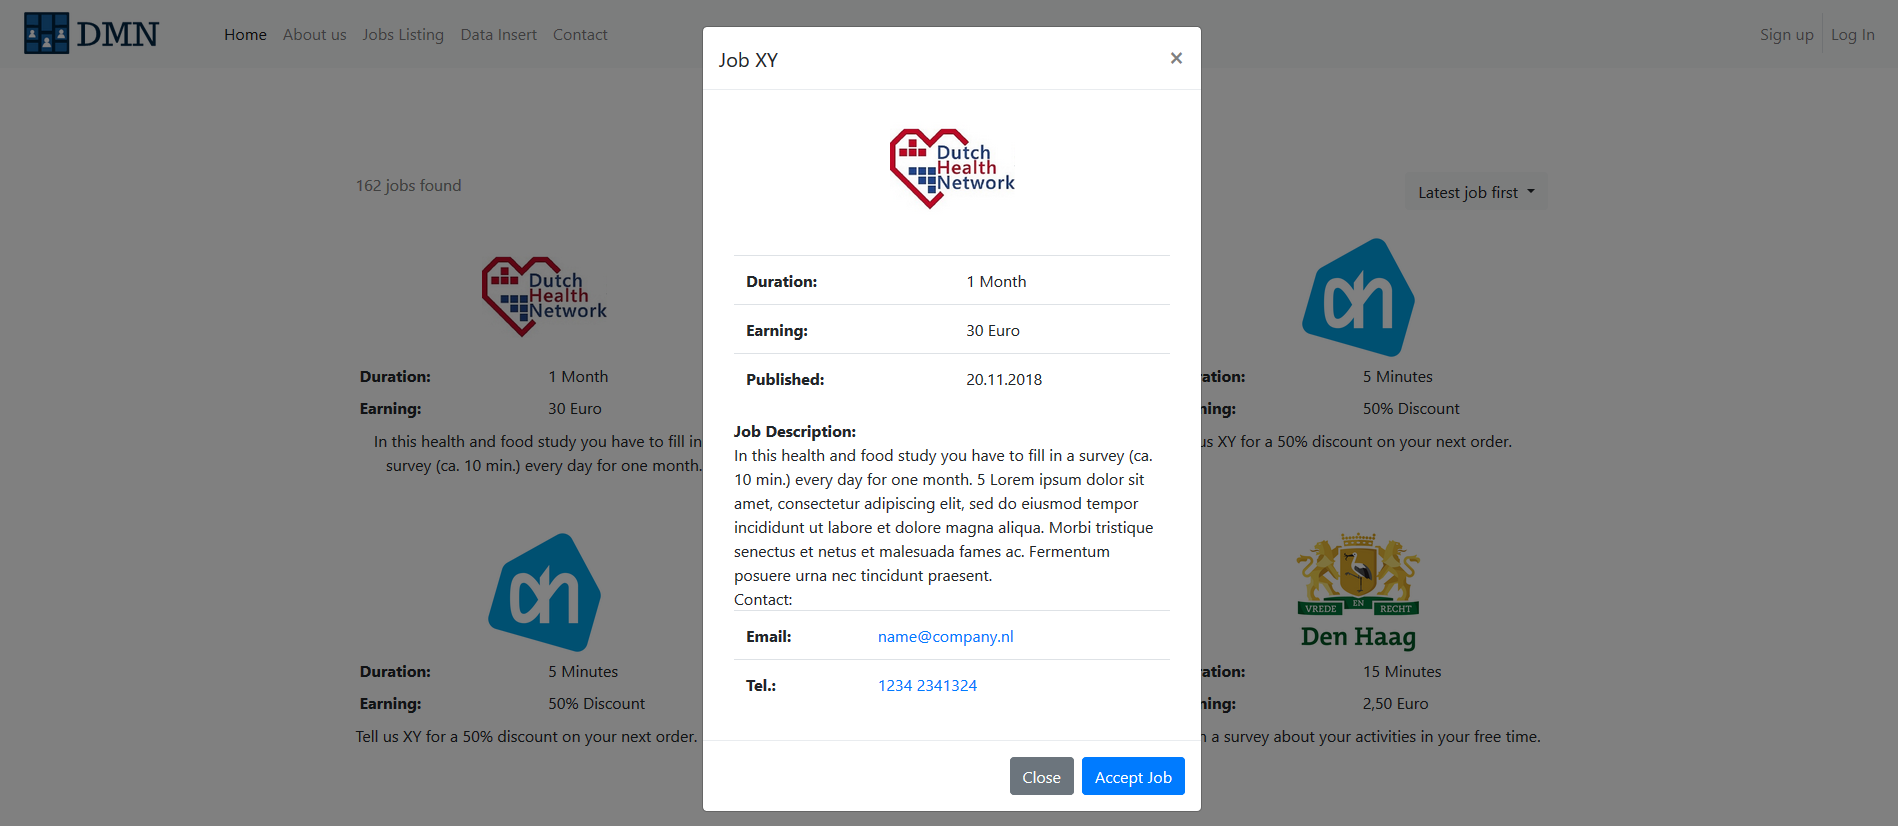 DMN
Home About us Jobs Listing Data Insert Contact
Sign up Log In
162 jobs found
Latest job first
Dutch
Health
Network
Duration: 1 Month
Earning: 30 Euro
In this health and food study you have to fill in
survey (ca. 10 min.) every day for one month.
ation: 5 Minutes
ning: 50% Discount
us XY for a 50% discount on your next order.
Duration: 5 Minutes
Earning: 50% Discount
Tell us XY for a 50% discount on your next order.
VREDE EN RECHT
Den Haag
ation: 15 Minutes
ning: 2,50 Euro
a survey about your activities in your free time.
Job XY
×
Dutch
Health
Network
Duration: 1 Month
Earning: 30 Euro
Published: 20.11.2018
Job Description:
In this health and food study you have to fill in a survey (ca.
10 min.) every day for one month. 5 Lorem ipsum dolor sit
amet, consectetur adipiscing elit, sed do eiusmod tempor
incididunt ut labore et dolore magna aliqua. Morbi tristique
senectus et netus et malesuada fames ac. Fermentum
posuere urna nec tincidunt praesent.
Contact:
Email: name@company.nl
Tel.: 1234 2341324
Close Accept Job